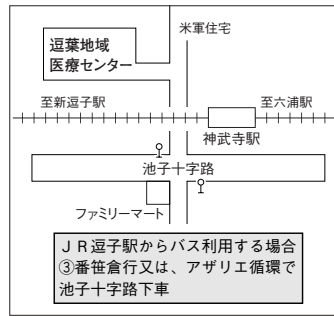 米軍住宅
逗葉地域
医療センター
至新逗子駅
至六浦駅
神武寺駅
池子十字路
ファミリーマート
ＪＲ逗子駅からバス利用する場合
③番笹倉行又は、アザリエ循環で
池子十字路下車